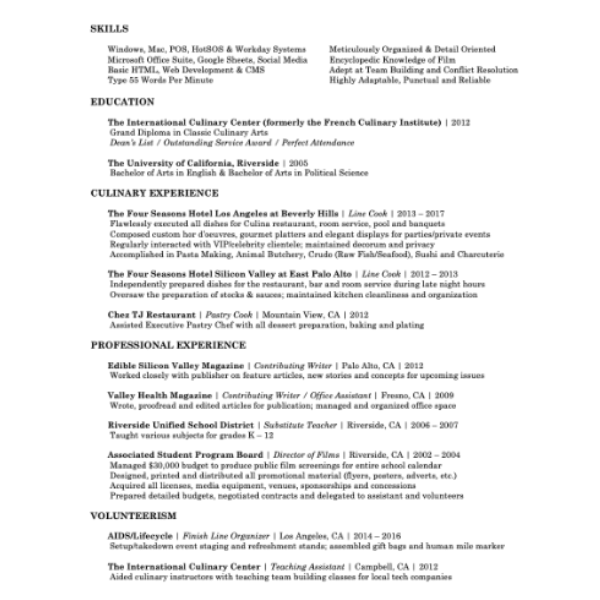 SKILLS
Windows, Mac, POS, HotSOS & Workday Systems
Microsoft Office Suite, Google Sheets, Social Media
Basic HTML, Web Development & CMS
Type 55 Words Per Minute
Meticulously Organized & Detail Oriented
Encyclopedic Knowledge of Film
Adept at Team Building and Conflict Resolution
Highly Adaptable, Punctual and Reliable
EDUCATION
The International Culinary Center (formerly the French Culinary Institute) | 2012
Grand Diploma in Classic Culinary Arts
Dean's List / Outstanding Service Award / Perfect Attendance
The University of California, Riverside | 2005
Bachelor of Arts in English & Bachelor of Arts in Political Science
CULINARY EXPERIENCE
The Four Seasons Hotel Los Angeles at Beverly Hills | Line Cook | 2013 – 2017
Flawlessly executed all dishes for Culina restaurant, room service, pool and banquets
Composed custom hor d'oeuvres, gourmet platters and elegant displays for parties/private events
Regularly interacted with VIP/celebrity clientele; maintained decorum and privacy
Accomplished in Pasta Making, Animal Butchery, Crudo (Raw Fish/Seafood), Sushi and Charcuterie
The Four Seasons Hotel Silicon Valley at East Palo Alto | Line Cook | 2012 – 2013
Independently prepared dishes for the restaurant, bar and room service during late night hours
Oversaw the preparation of stocks & sauces; maintained kitchen cleanliness and organization
Chez TJ Restaurant | Pastry Cook | Mountain View, CA | 2012
Assisted Executive Pastry Chef with all dessert preparation, baking and plating
PROFESSIONAL EXPERIENCE
Edible Silicon Valley Magazine | Contributing Writer | Palo Alto, CA | 2012
Worked closely with publisher on feature articles, new stories and concepts for upcoming issues
Valley Health Magazine | Contributing Writer / Office Assistant | Fresno, CA | 2009
Wrote, proofread and edited articles for publication; managed and organized office space
Riverside Unified School District | Substitute Teacher | Riverside, CA | 2006 – 2007
Taught various subjects for grades K – 12
Associated Student Program Board | Director of Films | Riverside, CA | 2002 – 2004
Managed $30,000 budget to produce public film screenings for entire school calendar
Designed, printed and distributed all promotional material (flyers, posters, adverts, etc.)
Acquired all licenses, media equipment, venues, sponsorships and concessions
Prepared detailed budgets, negotiated contracts and delegated to assistant and volunteers
VOLUNTEERISM
AIDS/Lifecycle | Finish Line Organizer | Los Angeles, CA | 2014 – 2016
Setup/takedown event staging and refreshment stands; assembled gift bags and human mile marker
The International Culinary Center | Teaching Assistant | Campbell, CA | 2012
Aided culinary instructors with teaching team building classes for local tech companies